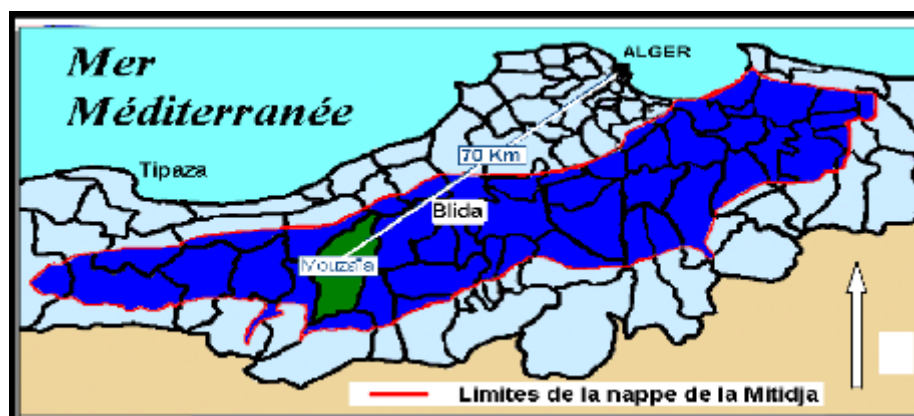 Mer
Méditerranée
ALGER
70 Km
Tipaza
Blida
Mouzaïa
Limites de la nappe de la Mitidja